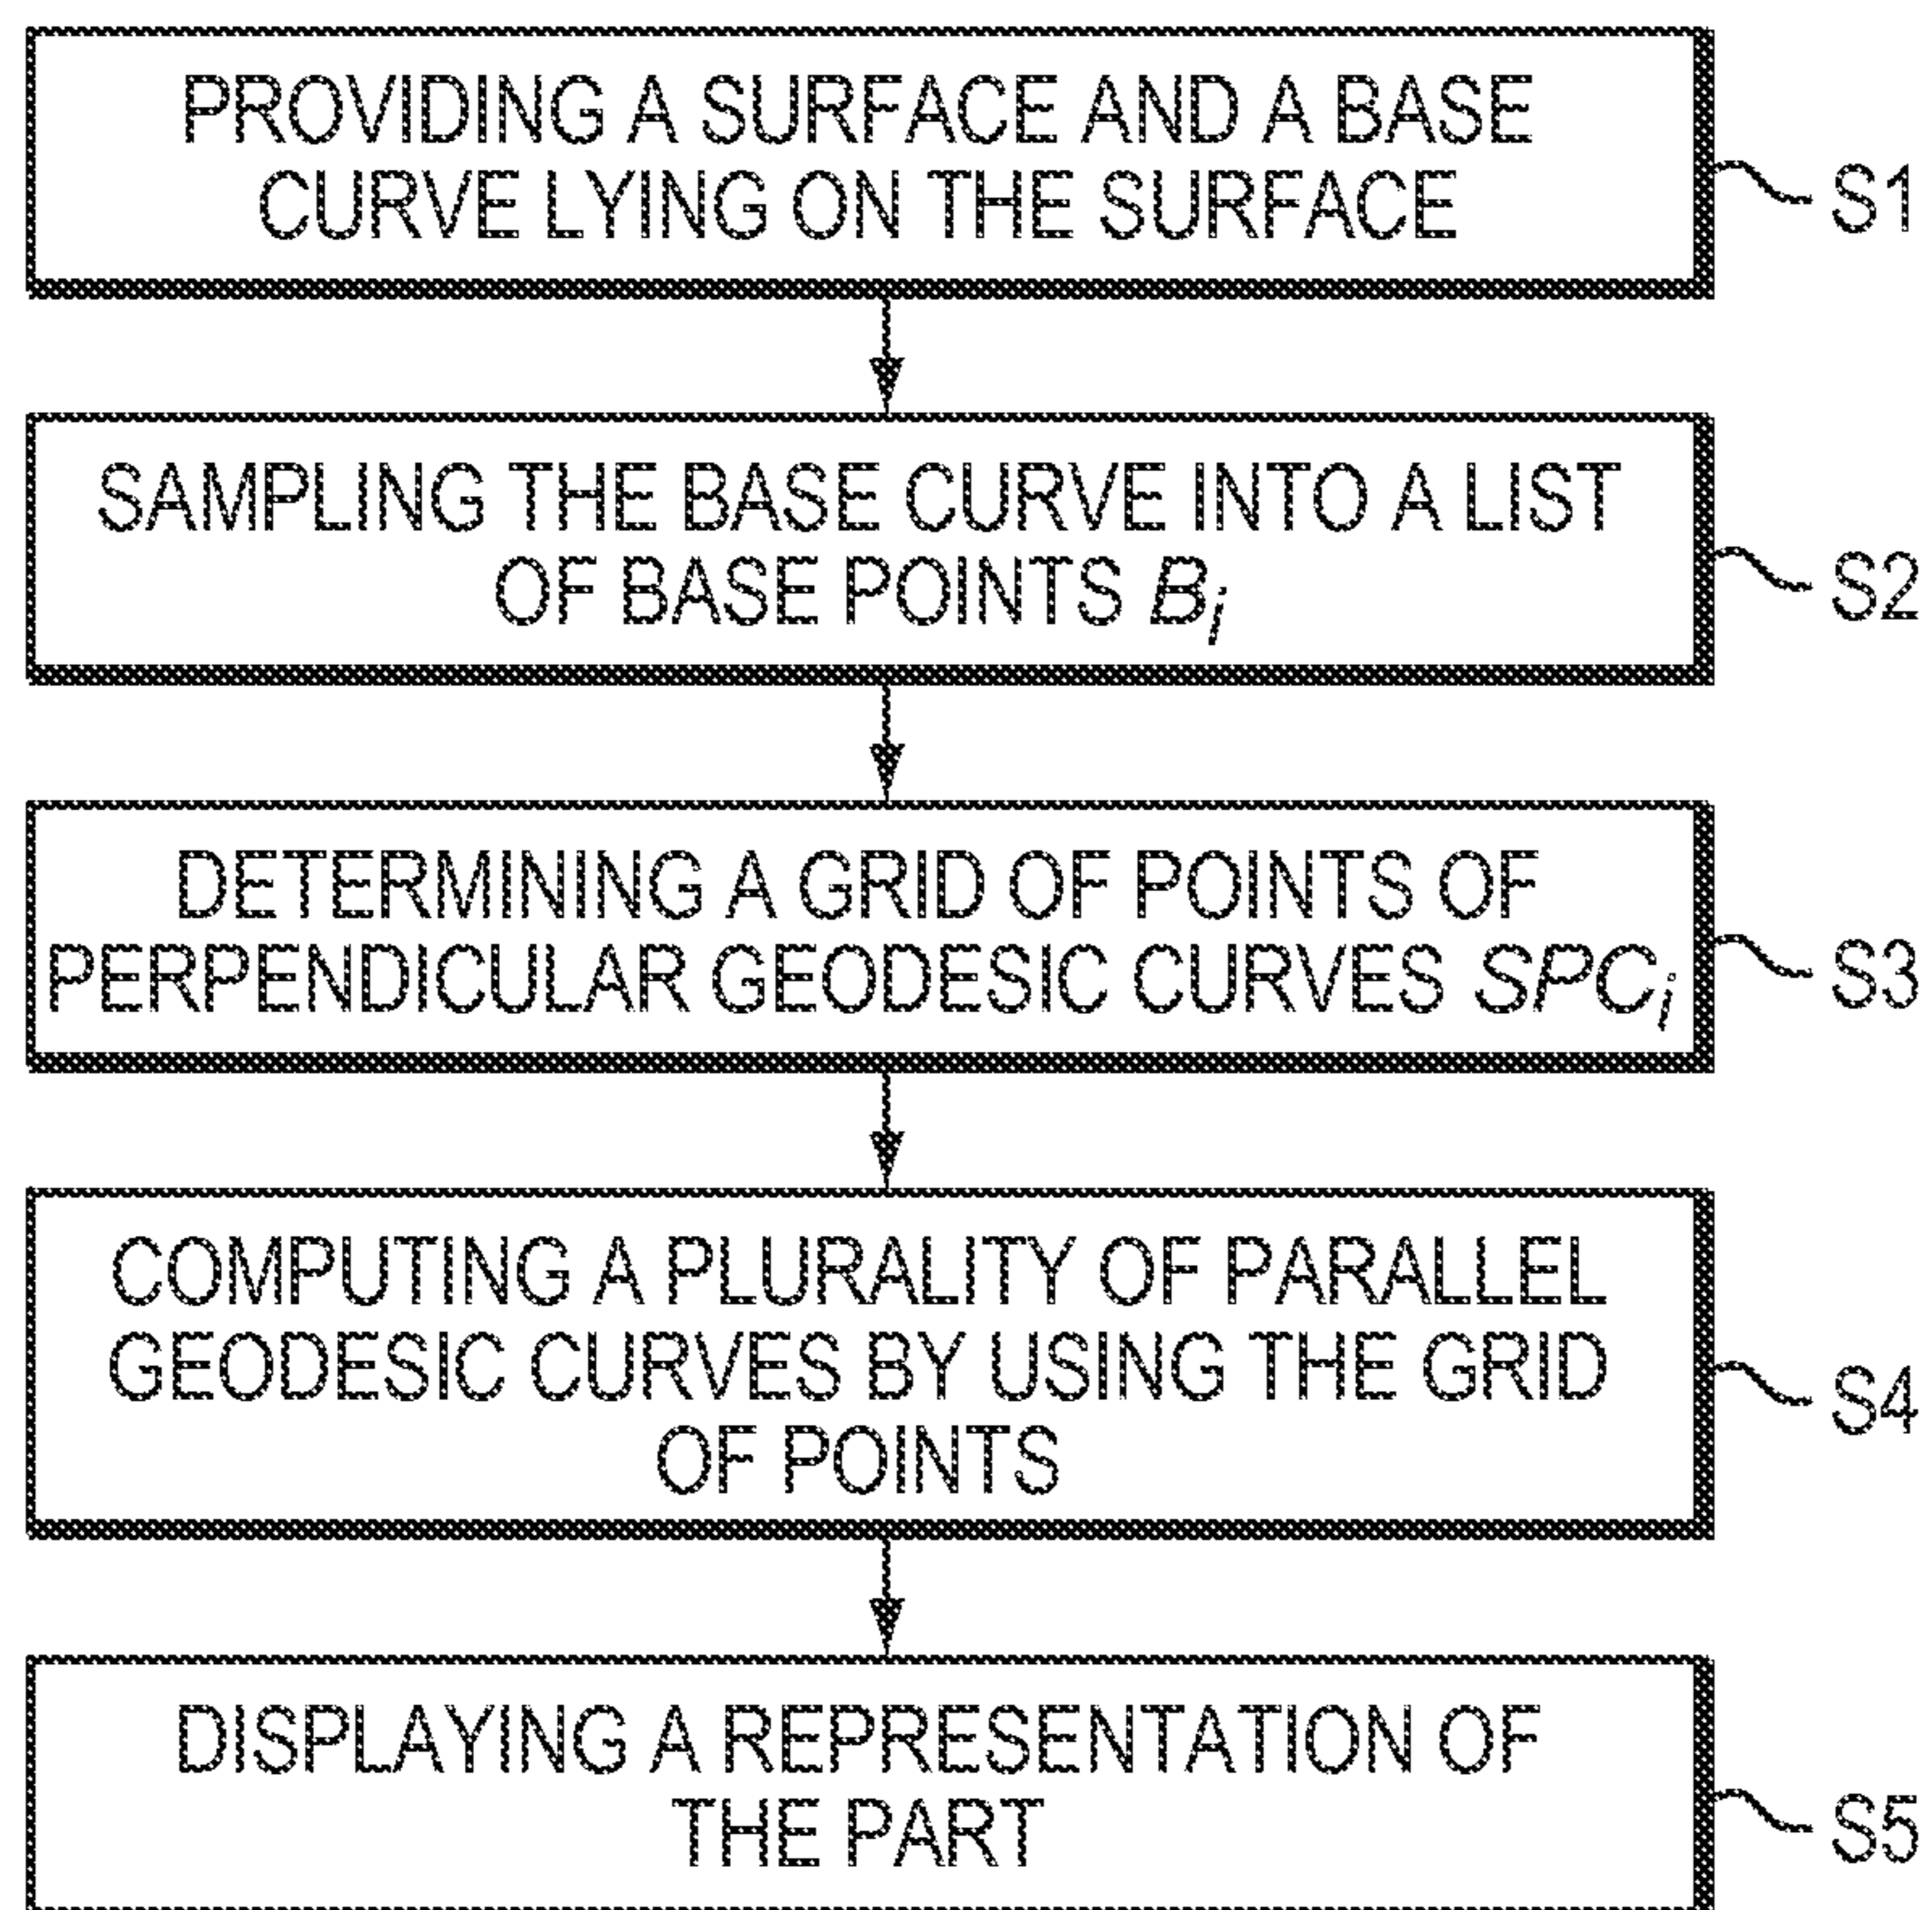 PROVIDING A SURFACE AND A BASE
CURVE LYING ON THE SURFACE
S1
SAMPLING THE BASE CURVE INTO A LIST
OF BASE POINTS Bi
S2
DETERMINING A GRID OF POINTS OF
PERPENDICULAR GEODESIC CURVES SPCi
S3
COMPUTING A PLURALITY OF PARALLEL
GEODESIC CURVES BY USING THE GRID
OF POINTS
S4
DISPLAYING A REPRESENTATION OF
THE PART
S5